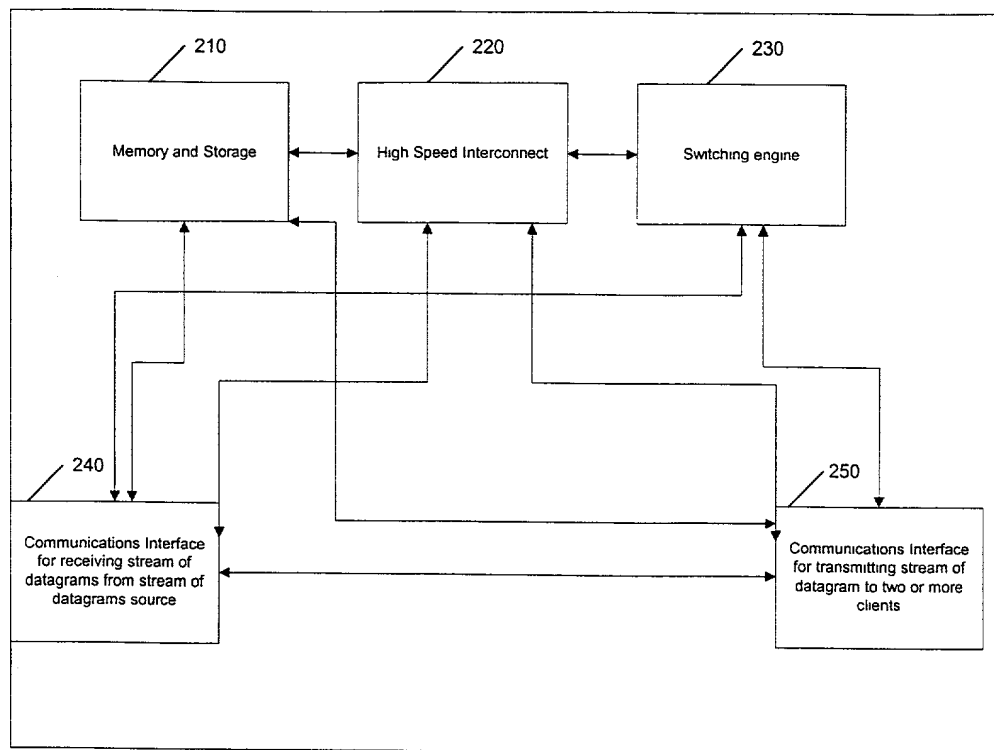 210
220
230
Memory and Storage
High Speed Interconnect
Switching engine
240
250
Communications Interface
for receiving stream of
datagrams from stream of
datagrams source
Communications Interface
for transmitting stream of
datagram to two or more
clients